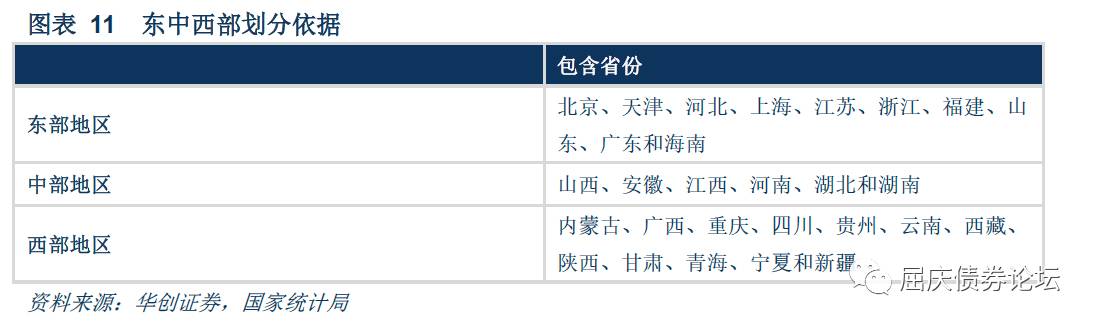 图表 11 东中西部划分依据
包含省份
东部地区
北京、天津、河北、上海、江苏、浙江、福建、山
东、广东和海南
中部地区
山西、安徽、江西、河南、湖北和湖南
西部地区
内蒙古、广西、重庆、四川、贵州、云南、西藏、
陕西、甘肃、青海、宁夏和新疆
屈庆债券论坛
资料来源：华创证券，国家统计局